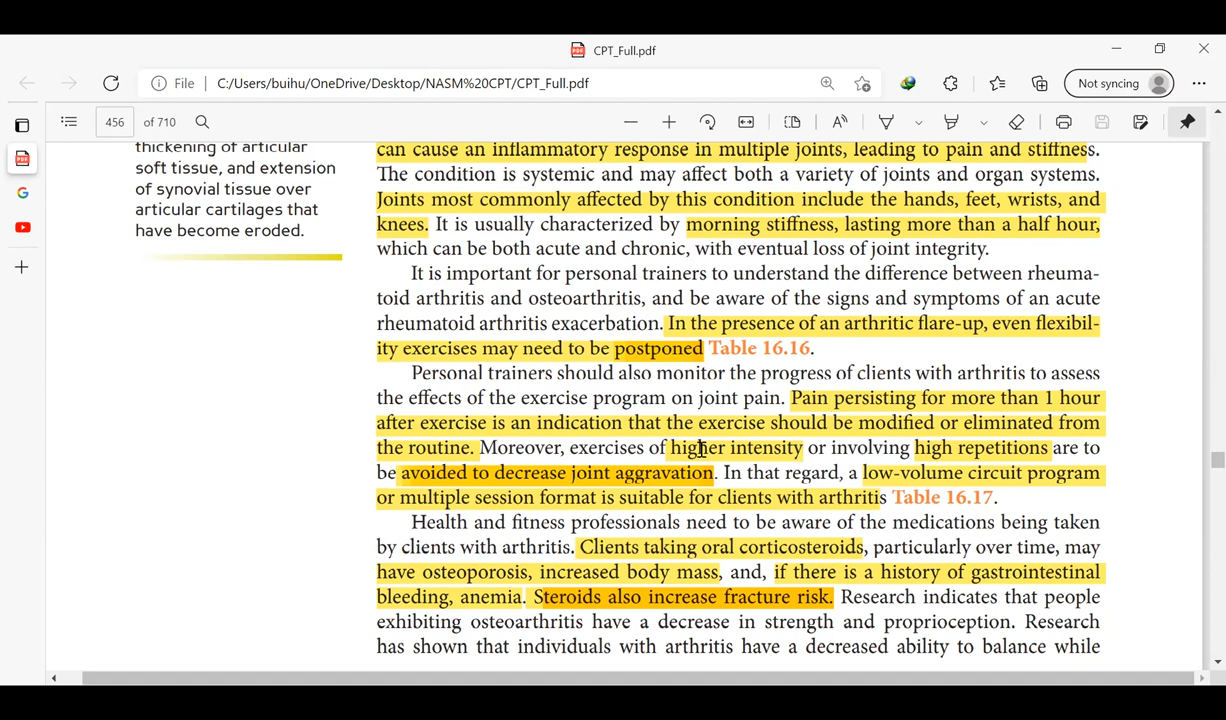 CPT_Full.pdf
File | C:/Users/buihu/OneDrive/Desktop/NASM%20CPT/CPT_Full.pdf
Not syncing
456 of 710
thickening of articular
soft tissue, and extension
of synovial tissue over
articular cartilages that
have become eroded.
can cause an inflammatory response in multiple joints, leading to pain and stiffness.
The condition is systemic and may affect both a variety of joints and organ systems.
Joints most commonly affected by this condition include the hands, feet, wrists, and
knees. It is usually characterized by morning stiffness, lasting more than a half hour,
which can be both acute and chronic, with eventual loss of joint integrity.
It is important for personal trainers to understand the difference between rheuma-
toid arthritis and osteoarthritis, and be aware of the signs and symptoms of an acute
rheumatoid arthritis exacerbation. In the presence of an arthritic flare-up, even flexibil-
ity exercises may need to be postponed Table 16.16.
Personal trainers should also monitor the progress of clients with arthritis to assess
the effects of the exercise program on joint pain. Pain persisting for more than 1 hour
after exercise is an indication that the exercise should be modified or eliminated from
the routine. Moreover, exercises of higher intensity or involving high repetitions are to
be avoided to decrease joint aggravation. In that regard, a low-volume circuit program
or multiple session format is suitable for clients with arthritis Table 16.17.
Health and fitness professionals need to be aware of the medications being taken
by clients with arthritis. Clients taking oral corticosteroids, particularly over time, may
have osteoporosis, increased body mass, and, if there is a history of gastrointestinal
bleeding, anemia. Steroids also increase fracture risk. Research indicates that people
exhibiting osteoarthritis have a decrease in strength and proprioception. Research
has shown that individuals with arthritis have a decreased ability to balance while